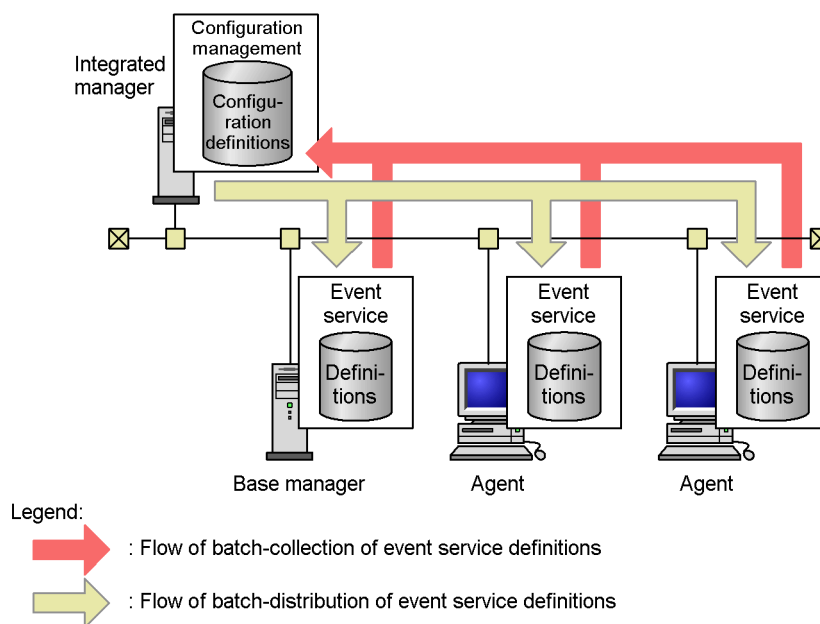 Configuration
management
Integrated
manager
Configu-
ration
definitions
Event
service
Defini-
tions
Event
service
Defini-
tions
Event
service
Defini-
tions
Base manager
Agent
Agent
Legend:
: Flow of batch-collection of event service definitions
: Flow of batch-distribution of event service definitions